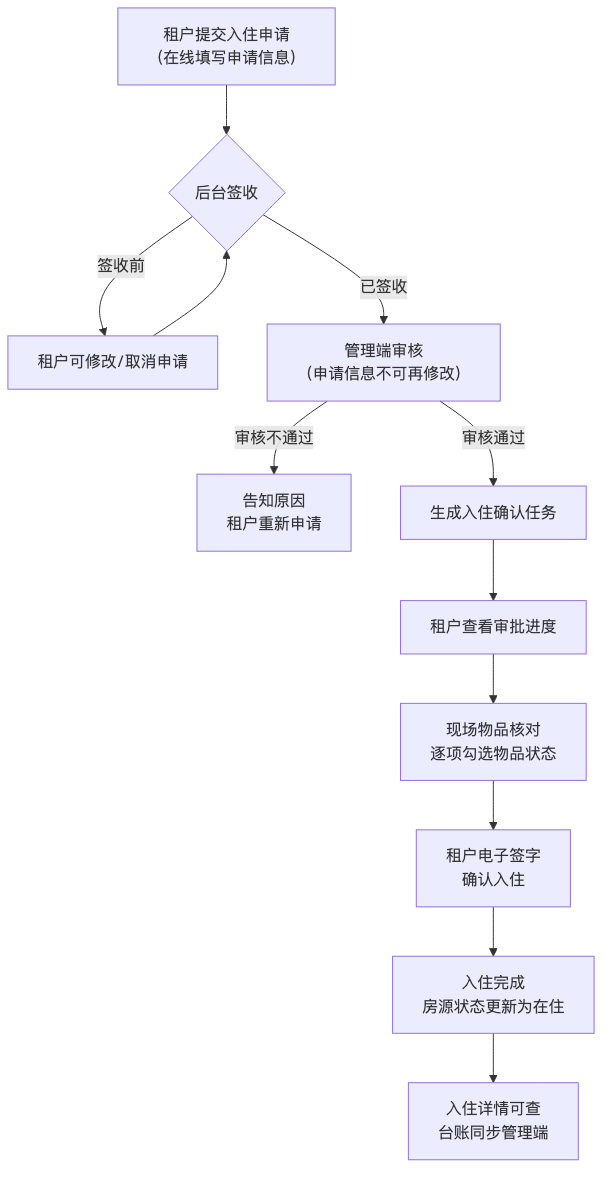 租户提交入住申请
（在线填写申请信息）
后台签收
签收前
已签收
租户可修改/取消申请
管理端审核
（申请信息不可再修改）
审核不通过
审核通过
告知原因
租户重新申请
生成入住确认任务
租户查看审批进度
现场物品核对
逐项勾选物品状态
租户电子签字
确认入住
入住完成
房源状态更新为在住
入住详情可查
台账同步管理端